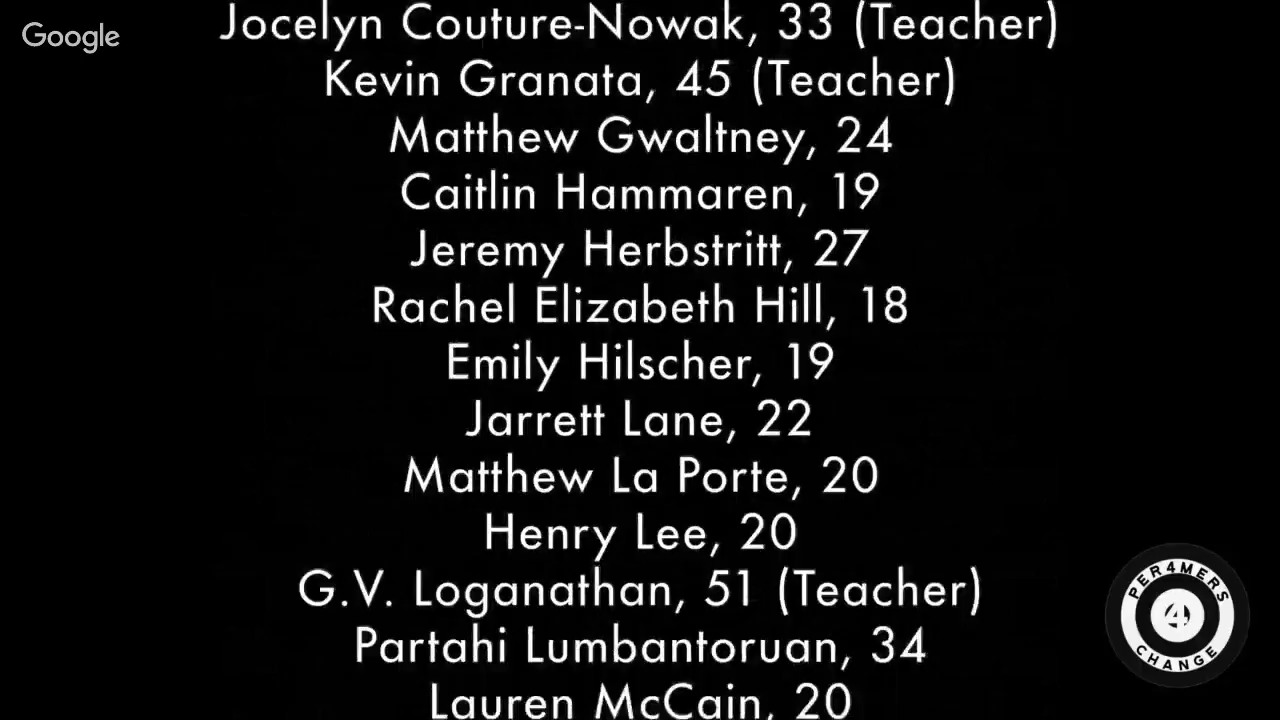 Google
Jocelyn Couture-Nowak, 33 (Teacher)
Kevin Granata, 45 (Teacher)
Matthew Gwaltney, 24
Caitlin Hammaren, 19
Jeremy Herbstritt, 27
Rachel Elizabeth Hill, 18
Emily Hilscher, 19
Jarrett Lane, 22
Matthew La Porte, 20
Henry Lee, 20
G.V. Loganathan, 51 (Teacher)
Partahi Lumbantoruan, 34
Lauren McCain, 20
PER4MERS
4
CHANGE